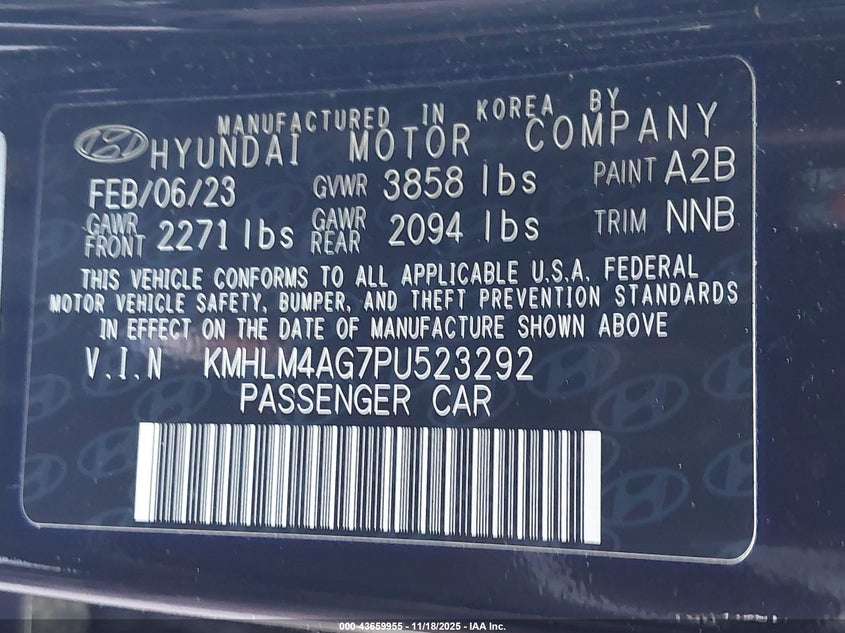 MANUFACTURED IN KOREA BY
HYUNDAI MOTOR COMPANY
FEB/06/23 GVWR 3858 lbs PAINT A2B
GAWR FRONT 2271 lbs GAWR REAR 2094 lbs TRIM NNB
THIS VEHICLE CONFORMS TO ALL APPLICABLE U.S.A. FEDERAL
MOTOR VEHICLE SAFETY, BUMPER, AND THEFT PREVENTION STANDARDS
IN EFFECT ON THE DATE OF MANUFACTURE SHOWN ABOVE
V.I.N KMHLM4AG7PU523292
PASSENGER CAR
000-43659955 - 11/18/2025 - IAA Inc.